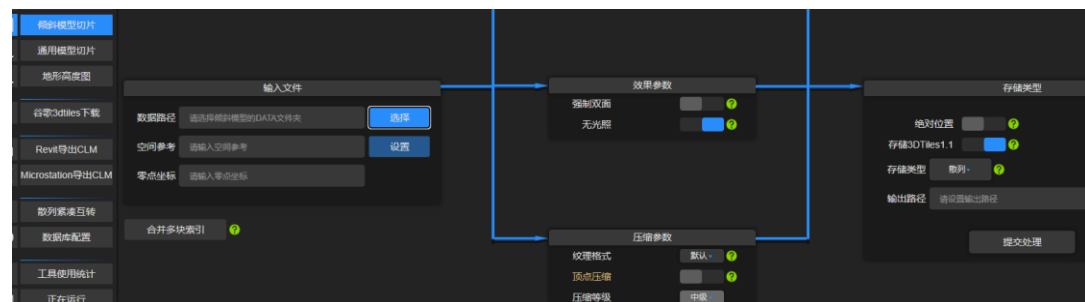 倾斜模型切片
通用模型切片
地形高度图
谷歌3dtiles下载
Revit导出CLM
Microstation导出CLM
散列紧凑互转
数据库配置
工具使用统计
正在运行
输入文件
数据路径 请选择倾斜模型的DATA文件夹 选择
空间参考 请输入空间参考 设置
零点坐标 请输入零点坐标
合并多块索引 ?
效果参数
强制双面 ?
无光照 ?
压缩参数
纹理格式 默认 ?
顶点压缩 ?
压缩等级 中级
存储类型
绝对位置 ?
存储3DTiles1.1 ?
存储类型 散列 ?
输出路径 请设置输出路径
提交处理